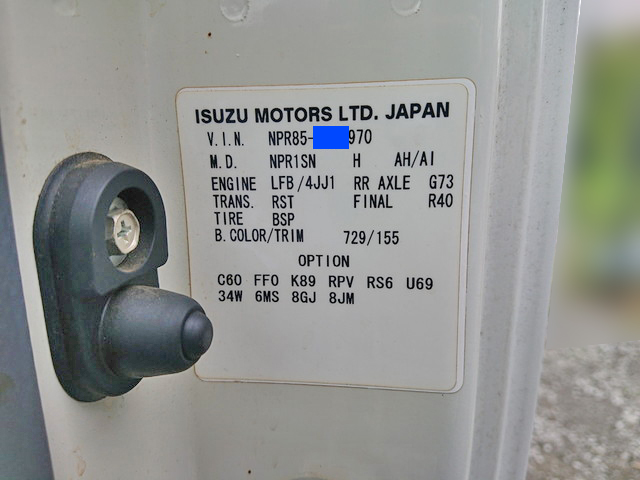 ISUZU MOTORS LTD. JAPAN
V.I.N. NPR85- 970
M.D. NPR1SN H AH/AI
ENGINE LFB/4JJ1 RR AXLE G73
TRANS. RST FINAL R40
TIRE BSP
B.COLOR/TRIM 729/155
OPTION
C60 FF0 K89 RPV RS6 U69
34W 6MS 8GJ 8JM